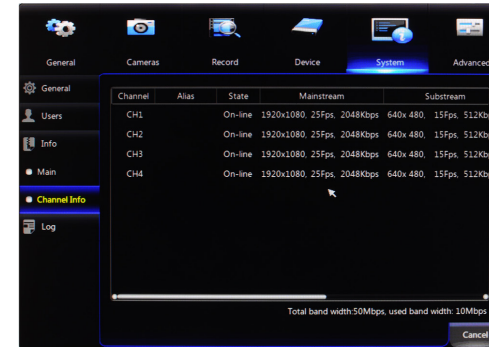 General Cameras Record Device System Advanced
General
Users
Info
Main
Channel Info
Log
Channel Alias State Mainstream Substream
CH1 On-line 1920x1080, 25Fps, 2048Kbps 640x 480, 15Fps, 512Kb
CH2 On-line 1920x1080, 25Fps, 2048Kbps 640x 480, 15Fps, 512Kb
CH3 On-line 1920x1080, 25Fps, 2048Kbps 640x 480, 15Fps, 512Kb
CH4 On-line 1920x1080, 25Fps, 2048Kbps 640x 480, 15Fps, 512Kb
Total band width:50Mbps, used band width: 10Mbps
Cancel